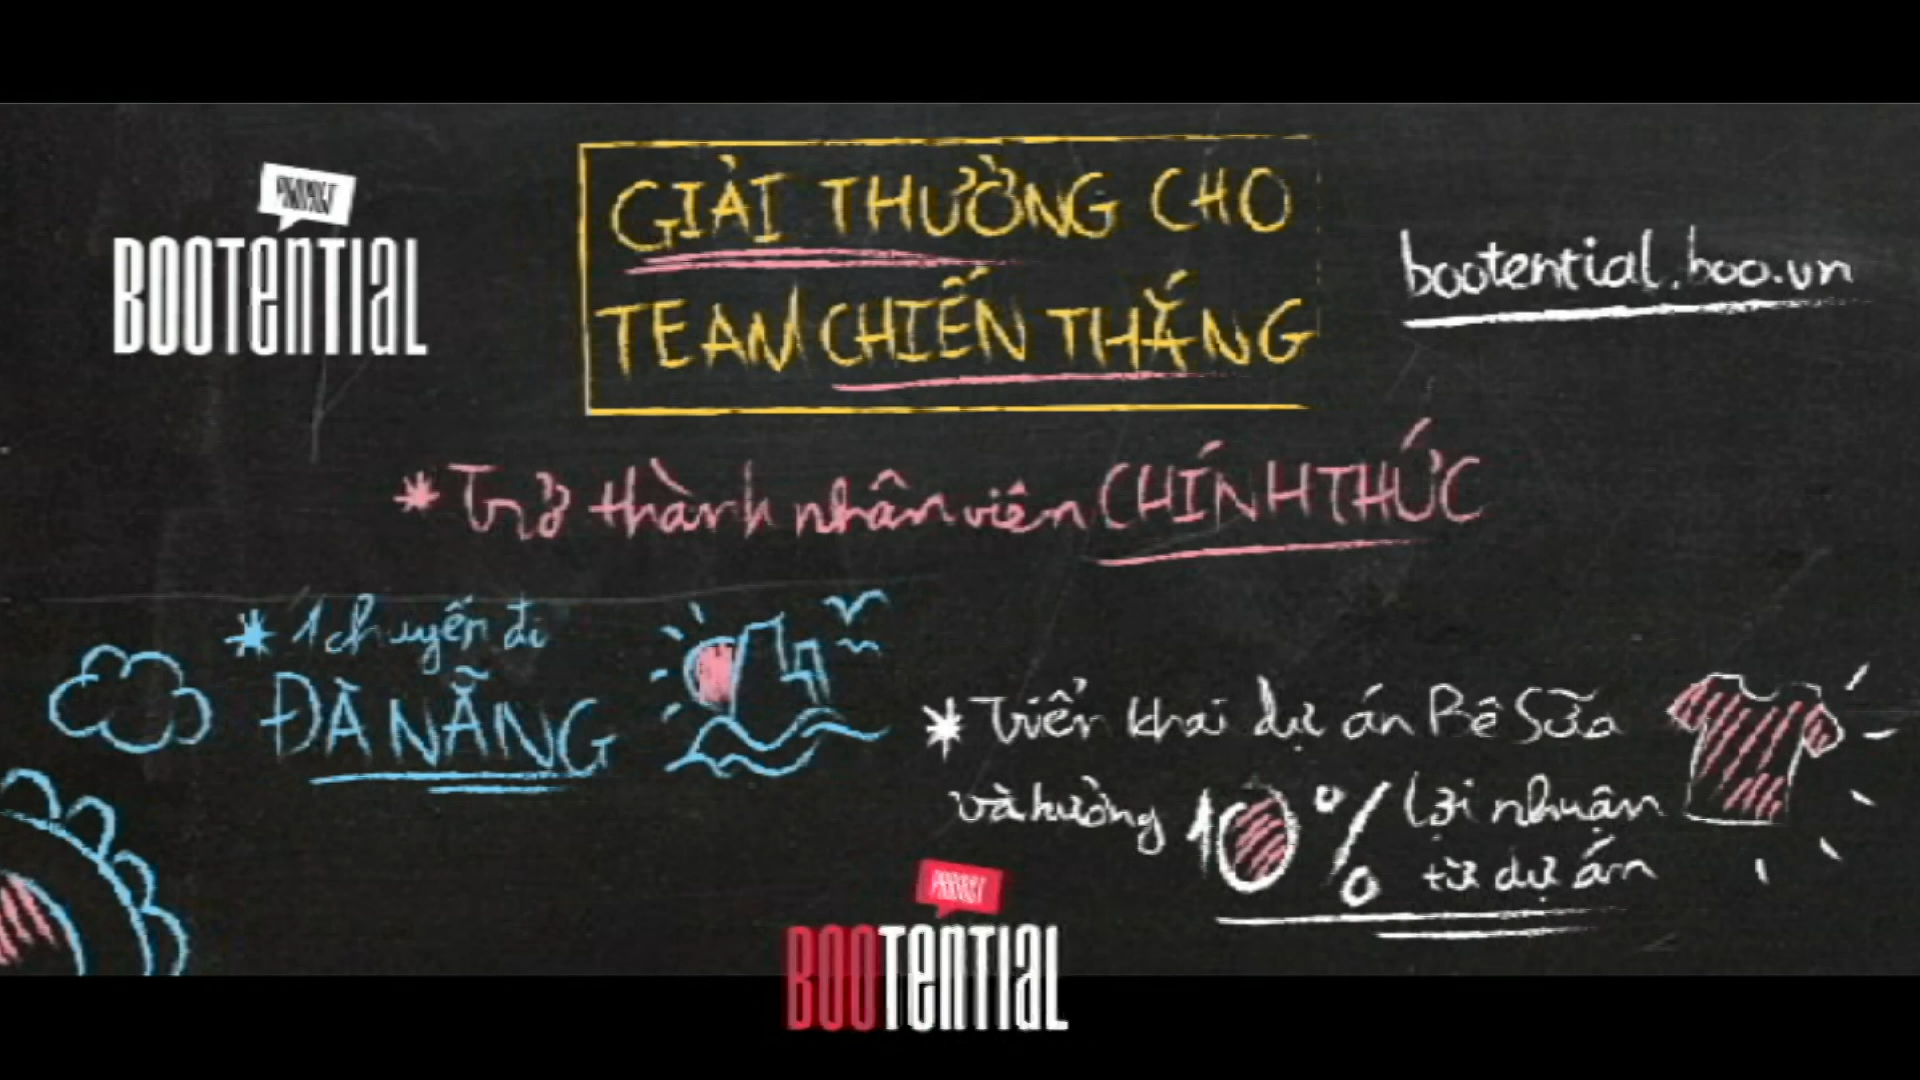 PROJECT
BOOTENTIAL
GIẢI THƯỞNG CHO
TEAM CHIẾN THẮNG
bootential.boo.vn
* Trở thành nhân viên CHÍNH THỨC
* 1 chuyến đi
ĐÀ NẴNG
* Triển khai dự án Bê Sữa
và hưởng 10% lợi nhuận
từ dự án
PROJECT
BOOTENTIAL